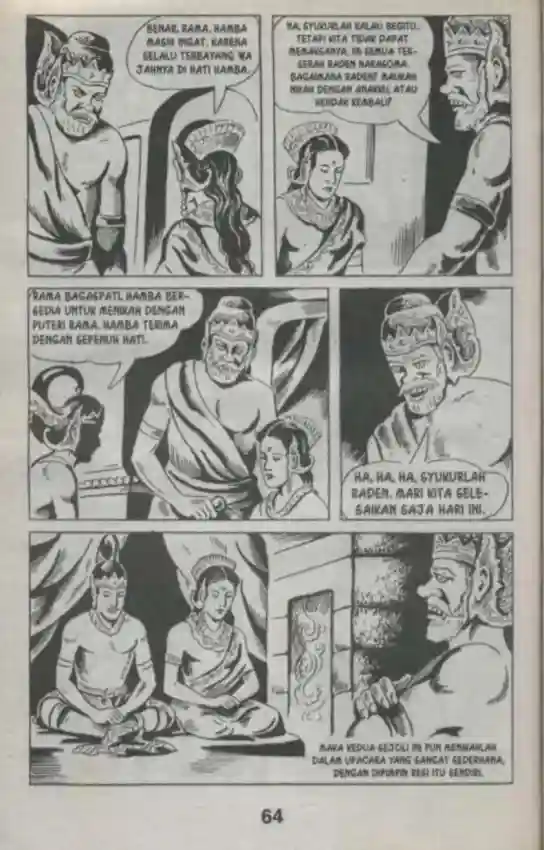 BENAR, RAMA. HAMBA
MASIH INGAT, KARENA
SELALU TERBAYANG WA
JAHNYA DI HATI HAMBA.
HA, SYUKURLAH KALAU BEGITU.
TETAPI KITA TIDAK DAPAT
MEMAKSANYA. INI SEMUA TER-
SERAH RADEN NARASOMA.
BAGAIMANA RADEN? MAUKAH
NIKAH DENGAN ANAKKU, ATAU
HENDAK KEMBALI?
RAMA BAGASPATI, HAMBA BER-
SEDIA UNTUK MENIKAH DENGAN
PUTERI RAMA. HAMBA TERIMA
DENGAN SEPENUH HATI.
HA, HA, HA, SYUKURLAH
RADEN. MARI KITA SELE-
SAIKAN SAJA HARI INI.
MAKA KEDUA SEJOLI INI PUN MENIKAHLAH
DALAM UPACARA YANG SANGAT SEDERHANA,
DENGAN DIPIMPIN RESI ITU SENDIRI.
64